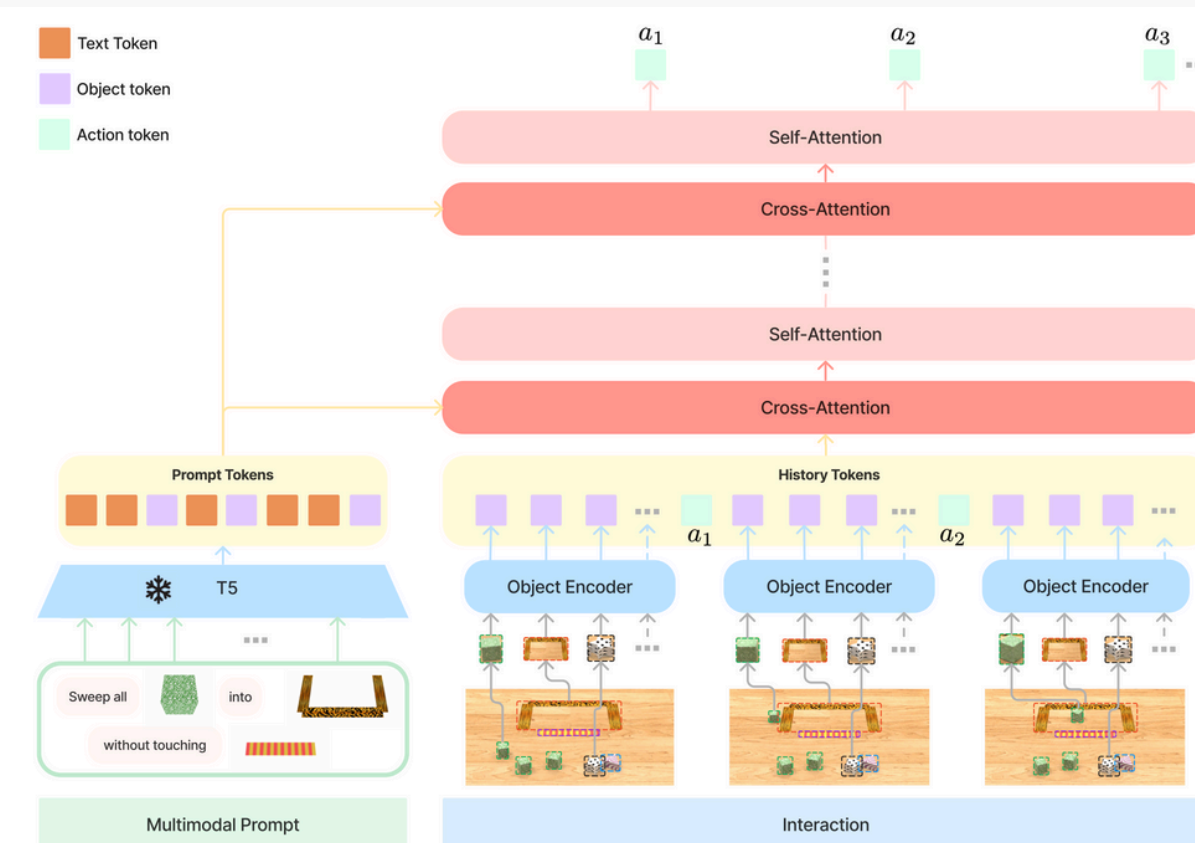 Text Token
Object token
Action token
a1 a2 a3
Self-Attention
Cross-Attention
Self-Attention
Cross-Attention
Prompt Tokens
History Tokens
a1 a2
T5
Object Encoder Object Encoder Object Encoder
Sweep all into
without touching
Multimodal Prompt
Interaction